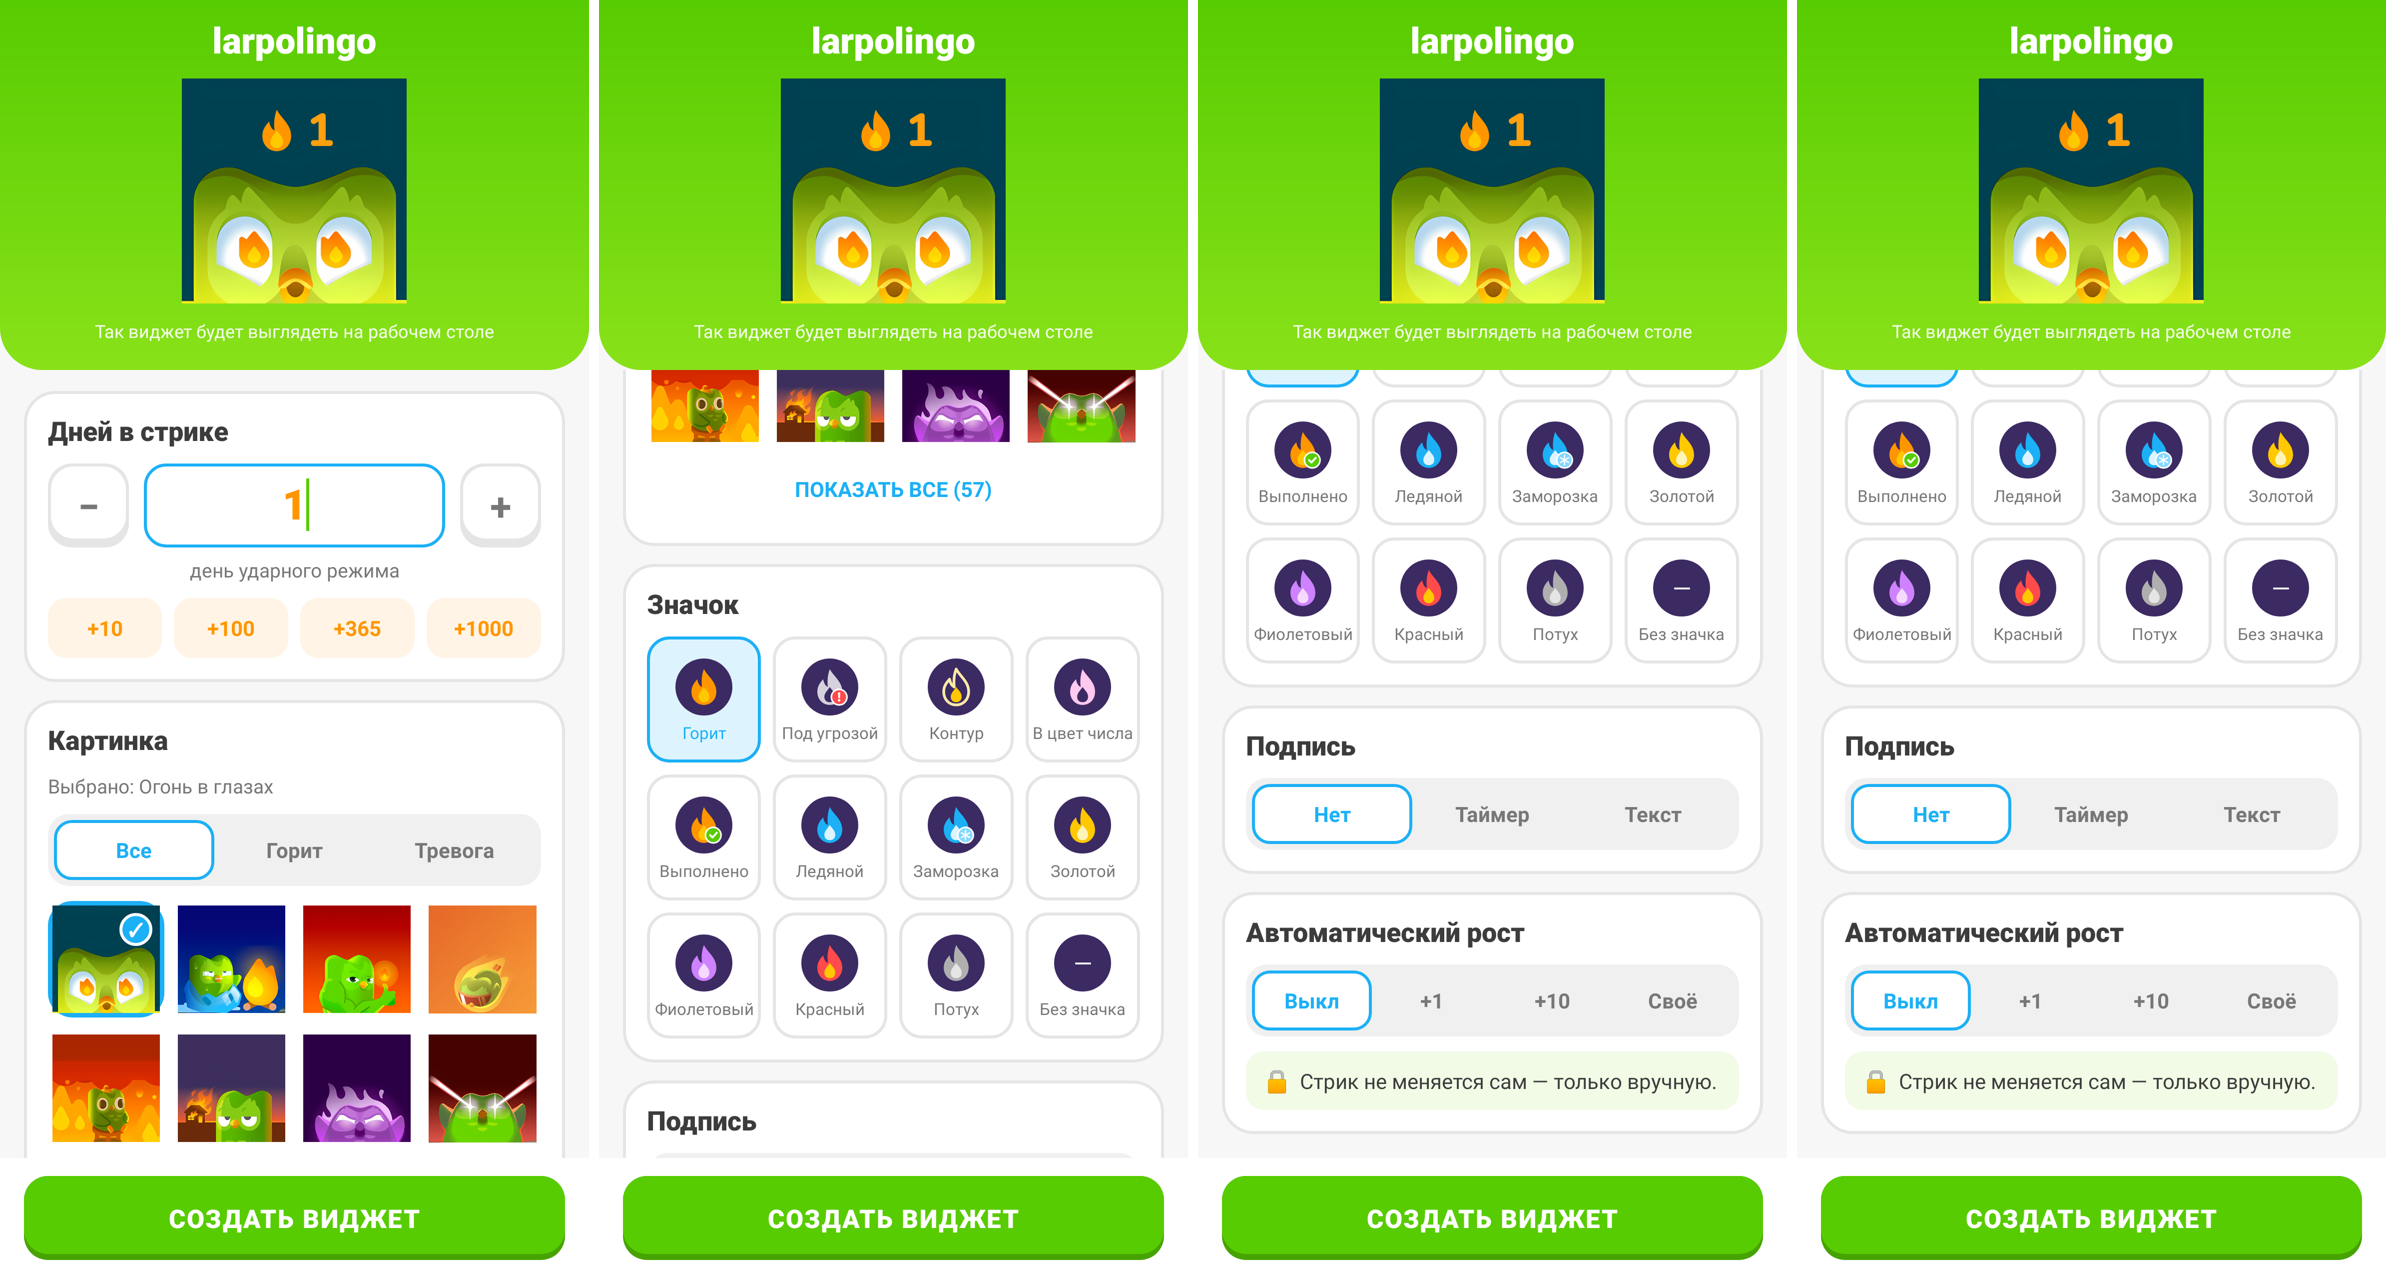 larpolingo
1
Так виджет будет выглядеть на рабочем столе
Дней в стрике
− 1 +
день ударного режима
+10 +100 +365 +1000
Картинка
Выбрано: Огонь в глазах
Все Горит Тревога
СОЗДАТЬ ВИДЖЕТ
larpolingo
1
Так виджет будет выглядеть на рабочем столе
ПОКАЗАТЬ ВСЕ (57)
Значок
Горит Под угрозой Контур В цвет числа
Выполнено Ледяной Заморозка Золотой
Фиолетовый Красный Потух Без значка
Подпись
СОЗДАТЬ ВИДЖЕТ
larpolingo
1
Так виджет будет выглядеть на рабочем столе
Выполнено Ледяной Заморозка Золотой
Фиолетовый Красный Потух Без значка
Подпись
Нет Таймер Текст
Автоматический рост
Выкл +1 +10 Своё
Стрик не меняется сам — только вручную.
СОЗДАТЬ ВИДЖЕТ
larpolingo
1
Так виджет будет выглядеть на рабочем столе
Выполнено Ледяной Заморозка Золотой
Фиолетовый Красный Потух Без значка
Подпись
Нет Таймер Текст
Автоматический рост
Выкл +1 +10 Своё
Стрик не меняется сам — только вручную.
СОЗДАТЬ ВИДЖЕТ